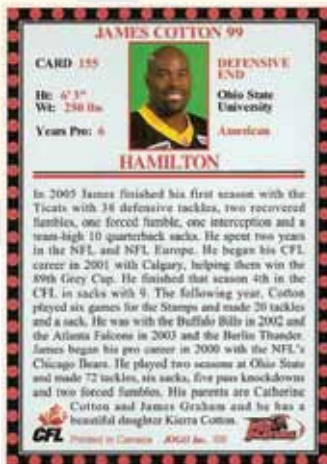 JAMES COTTON 99
CARD 155
DEFENSIVE
END
Ht: 6' 3"
Wt: 250 lbs
Ohio State
University
Years Pro: 6
American
HAMILTON
In 2005 James finished his first season with the
Ticats with 38 defensive tackles, two recovered
fumbles, one forced fumble, one interception and a
team-high 10 quarterback sacks. He spent two years
in the NFL and NFL Europe. He began his CFL
career in 2001 with Calgary, helping them win the
89th Grey Cup. He finished that season 4th in the
CFL in sacks with 9. The following year, Cotton
played six games for the Stamps and made 20 tackles
and a sack. He was with the Buffalo Bills in 2002 and
the Atlanta Falcons in 2003 and the Berlin Thunder.
James began his pro career in 2000 with the NFL's
Chicago Bears. He played two seasons at Ohio State
and made 72 tackles, six sacks, five pass knockdowns
and two forced fumbles. His parents are Catherine
Cotton and James Graham and he has a
beautiful daughter Kierra Cotton.
CFL
Printed in Canada JOGO Inc.